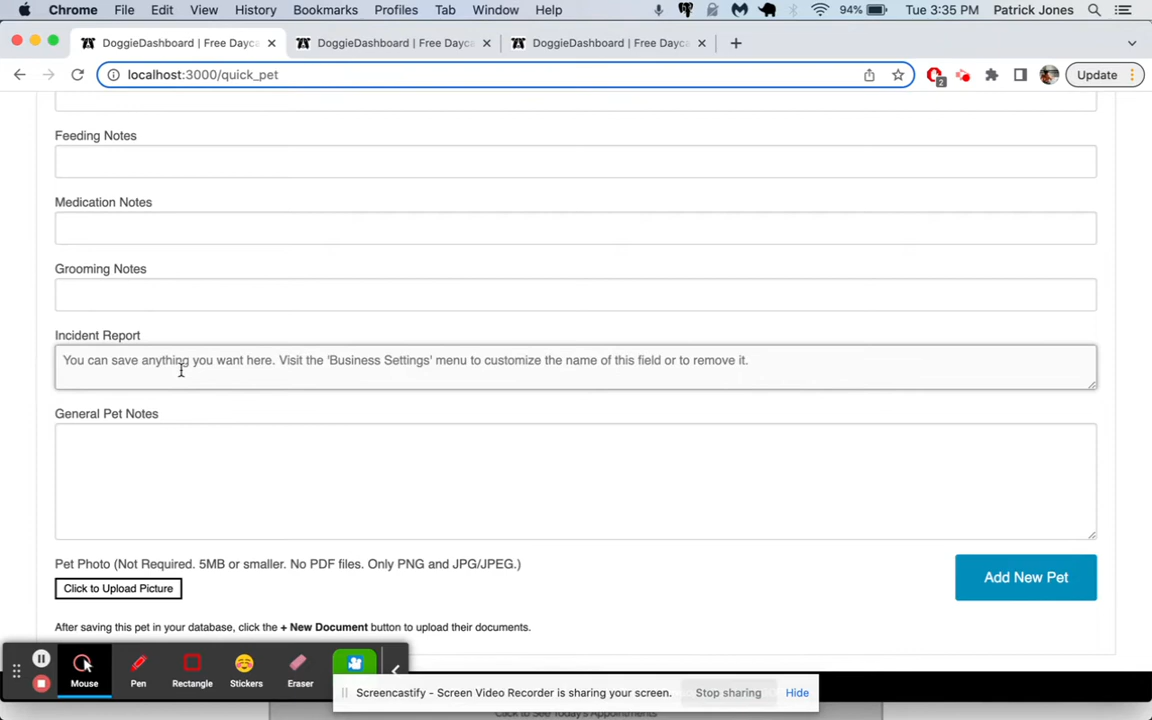 Chrome File Edit View History Bookmarks Profiles Tab Window Help 94% Tue 3:35 PM Patrick Jones
DoggieDashboard | Free Dayca DoggieDashboard | Free Dayca DoggieDashboard | Free Dayca
localhost:3000/quick_pet 2 Update
Feeding Notes
Medication Notes
Grooming Notes
Incident Report
You can save anything you want here. Visit the 'Business Settings' menu to customize the name of this field or to remove it.
General Pet Notes
Pet Photo (Not Required. 5MB or smaller. No PDF files. Only PNG and JPG/JPEG.)
Click to Upload Picture
Add New Pet
After saving this pet in your database, click the + New Document button to upload their documents.
Mouse Pen Rectangle Stickers Eraser
Screencastify - Screen Video Recorder is sharing your screen. Stop sharing Hide
Click to See Today's Appointments